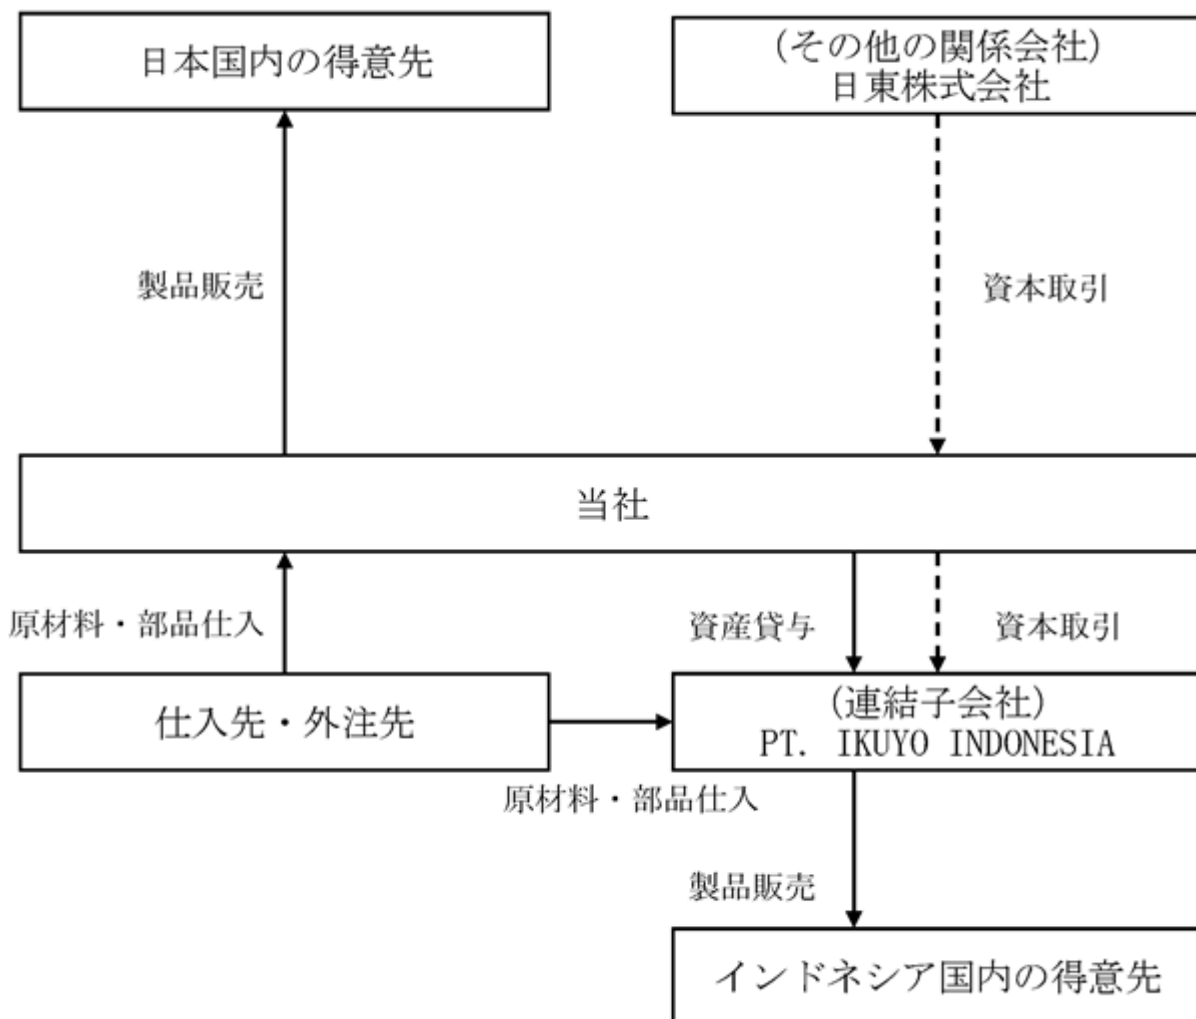 日本国内の得意先
(その他の関係会社)
日東株式会社
製品販売
資本取引
当社
原材料・部品仕入
資産貸与
資本取引
仕入先・外注先
(連結子会社)
PT. IKUYO INDONESIA
原材料・部品仕入
製品販売
インドネシア国内の得意先